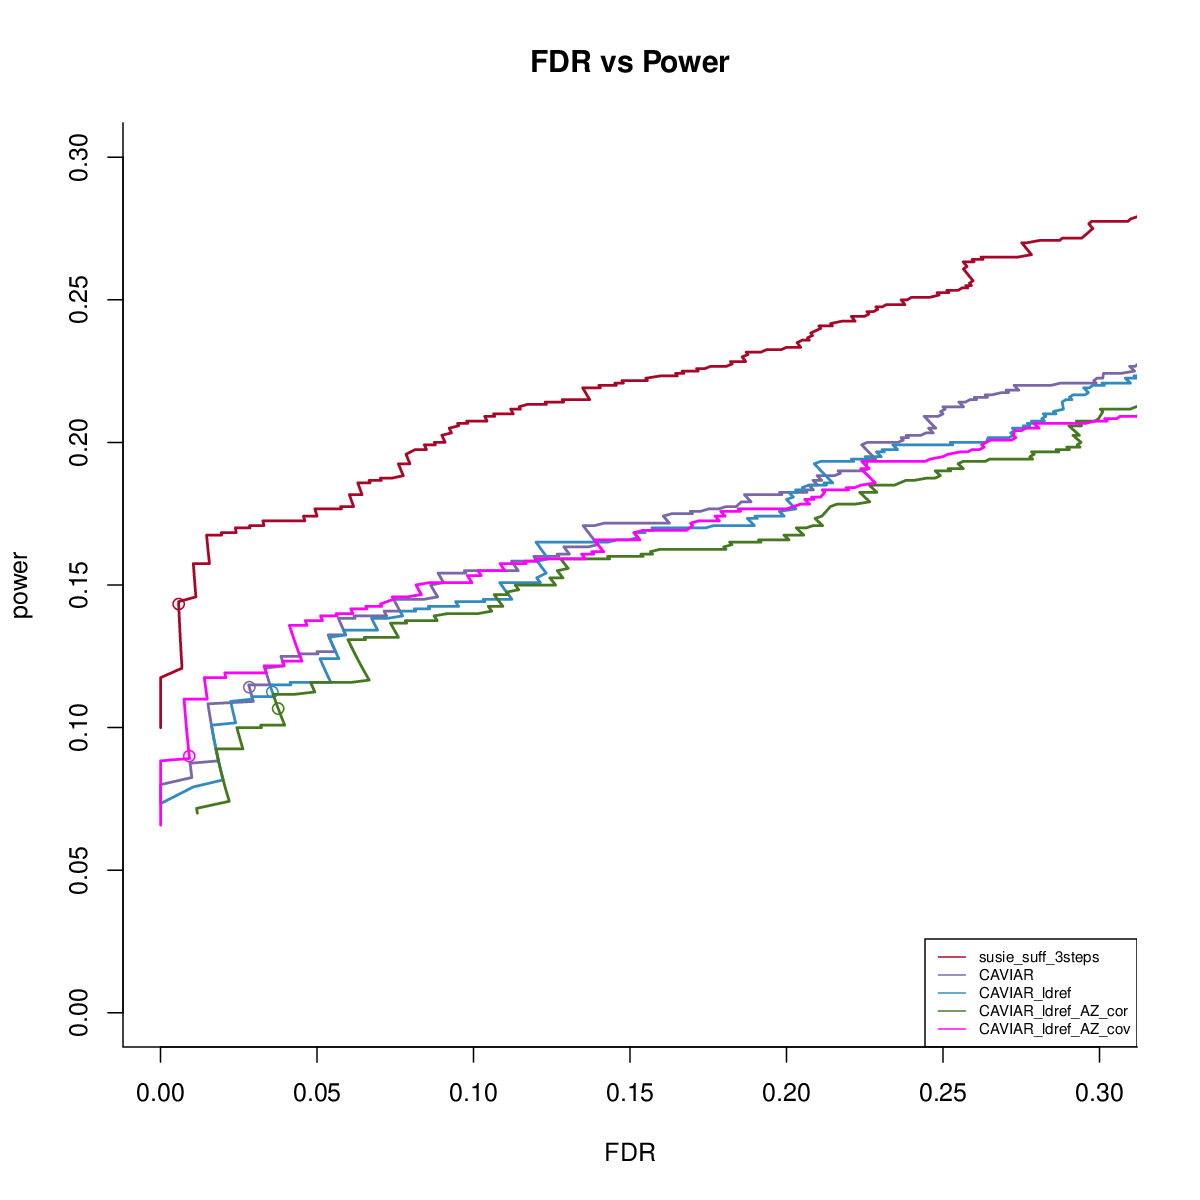 FDR vs Power
0.30
0.25
0.20
0.15
0.10
0.05
0.00
power
susie_suff_3steps
CAVIAR
CAVIAR_ldref
CAVIAR_ldref_AZ_cor
CAVIAR_ldref_AZ_cov
0.00 0.05 0.10 0.15 0.20 0.25 0.30
FDR